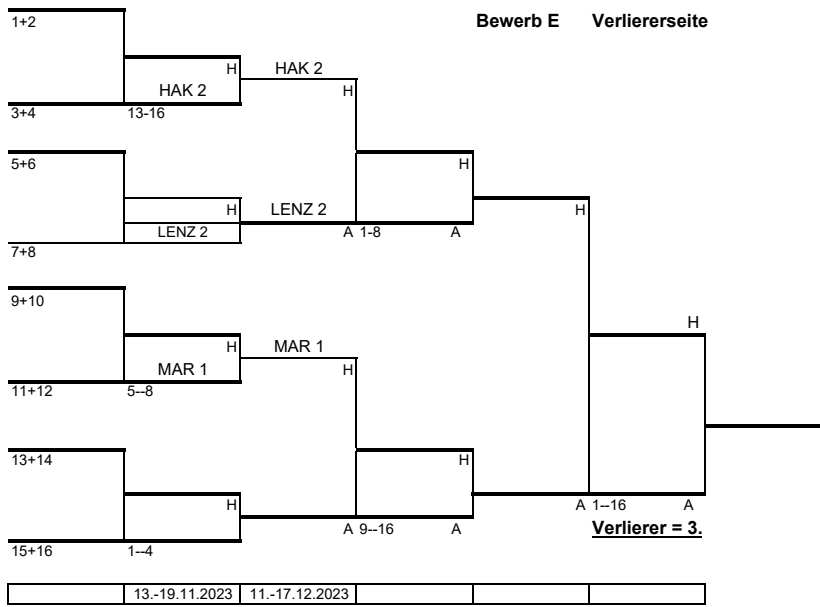 Bewerb E Verliererseite
1+2
H HAK 2
HAK 2 H
3+4 13-16
5+6 H
H LENZ 2 H
LENZ 2 A 1-8 A
7+8
9+10
H
H MAR 1
MAR 1 H
11+12 5--8
13+14 H
H A 1--16 A
A 9--16 A Verlierer = 3.
15+16 1--4
13.-19.11.2023 11.-17.12.2023